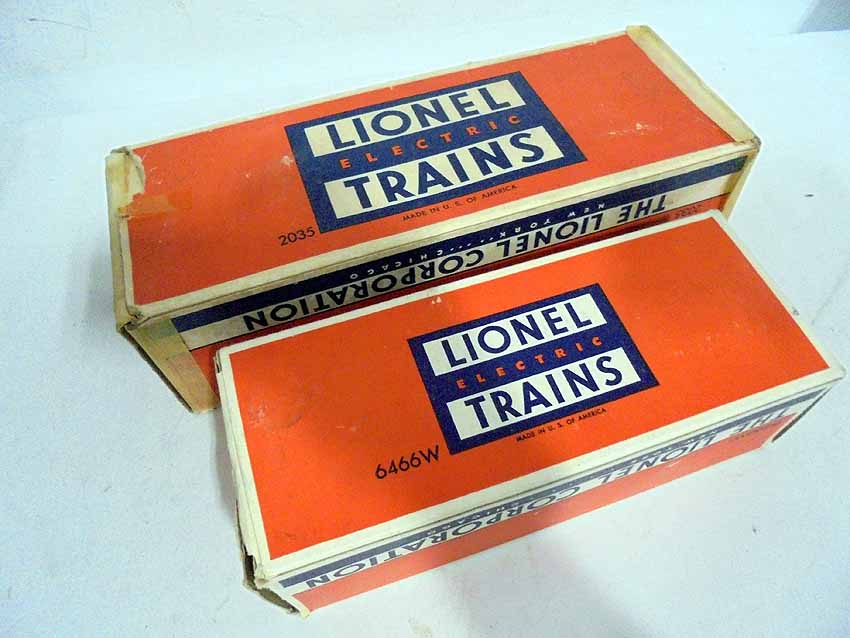 LIONEL
ELECTRIC
TRAINS
MADE IN U. S. OF AMERICA
2035
THE LIONEL CORPORATION
NEW YORK.....CHICAGO
LIONEL
ELECTRIC
TRAINS
MADE IN U. S. OF AMERICA
6466W
THE LIONEL CORPORATION
CHICAGO